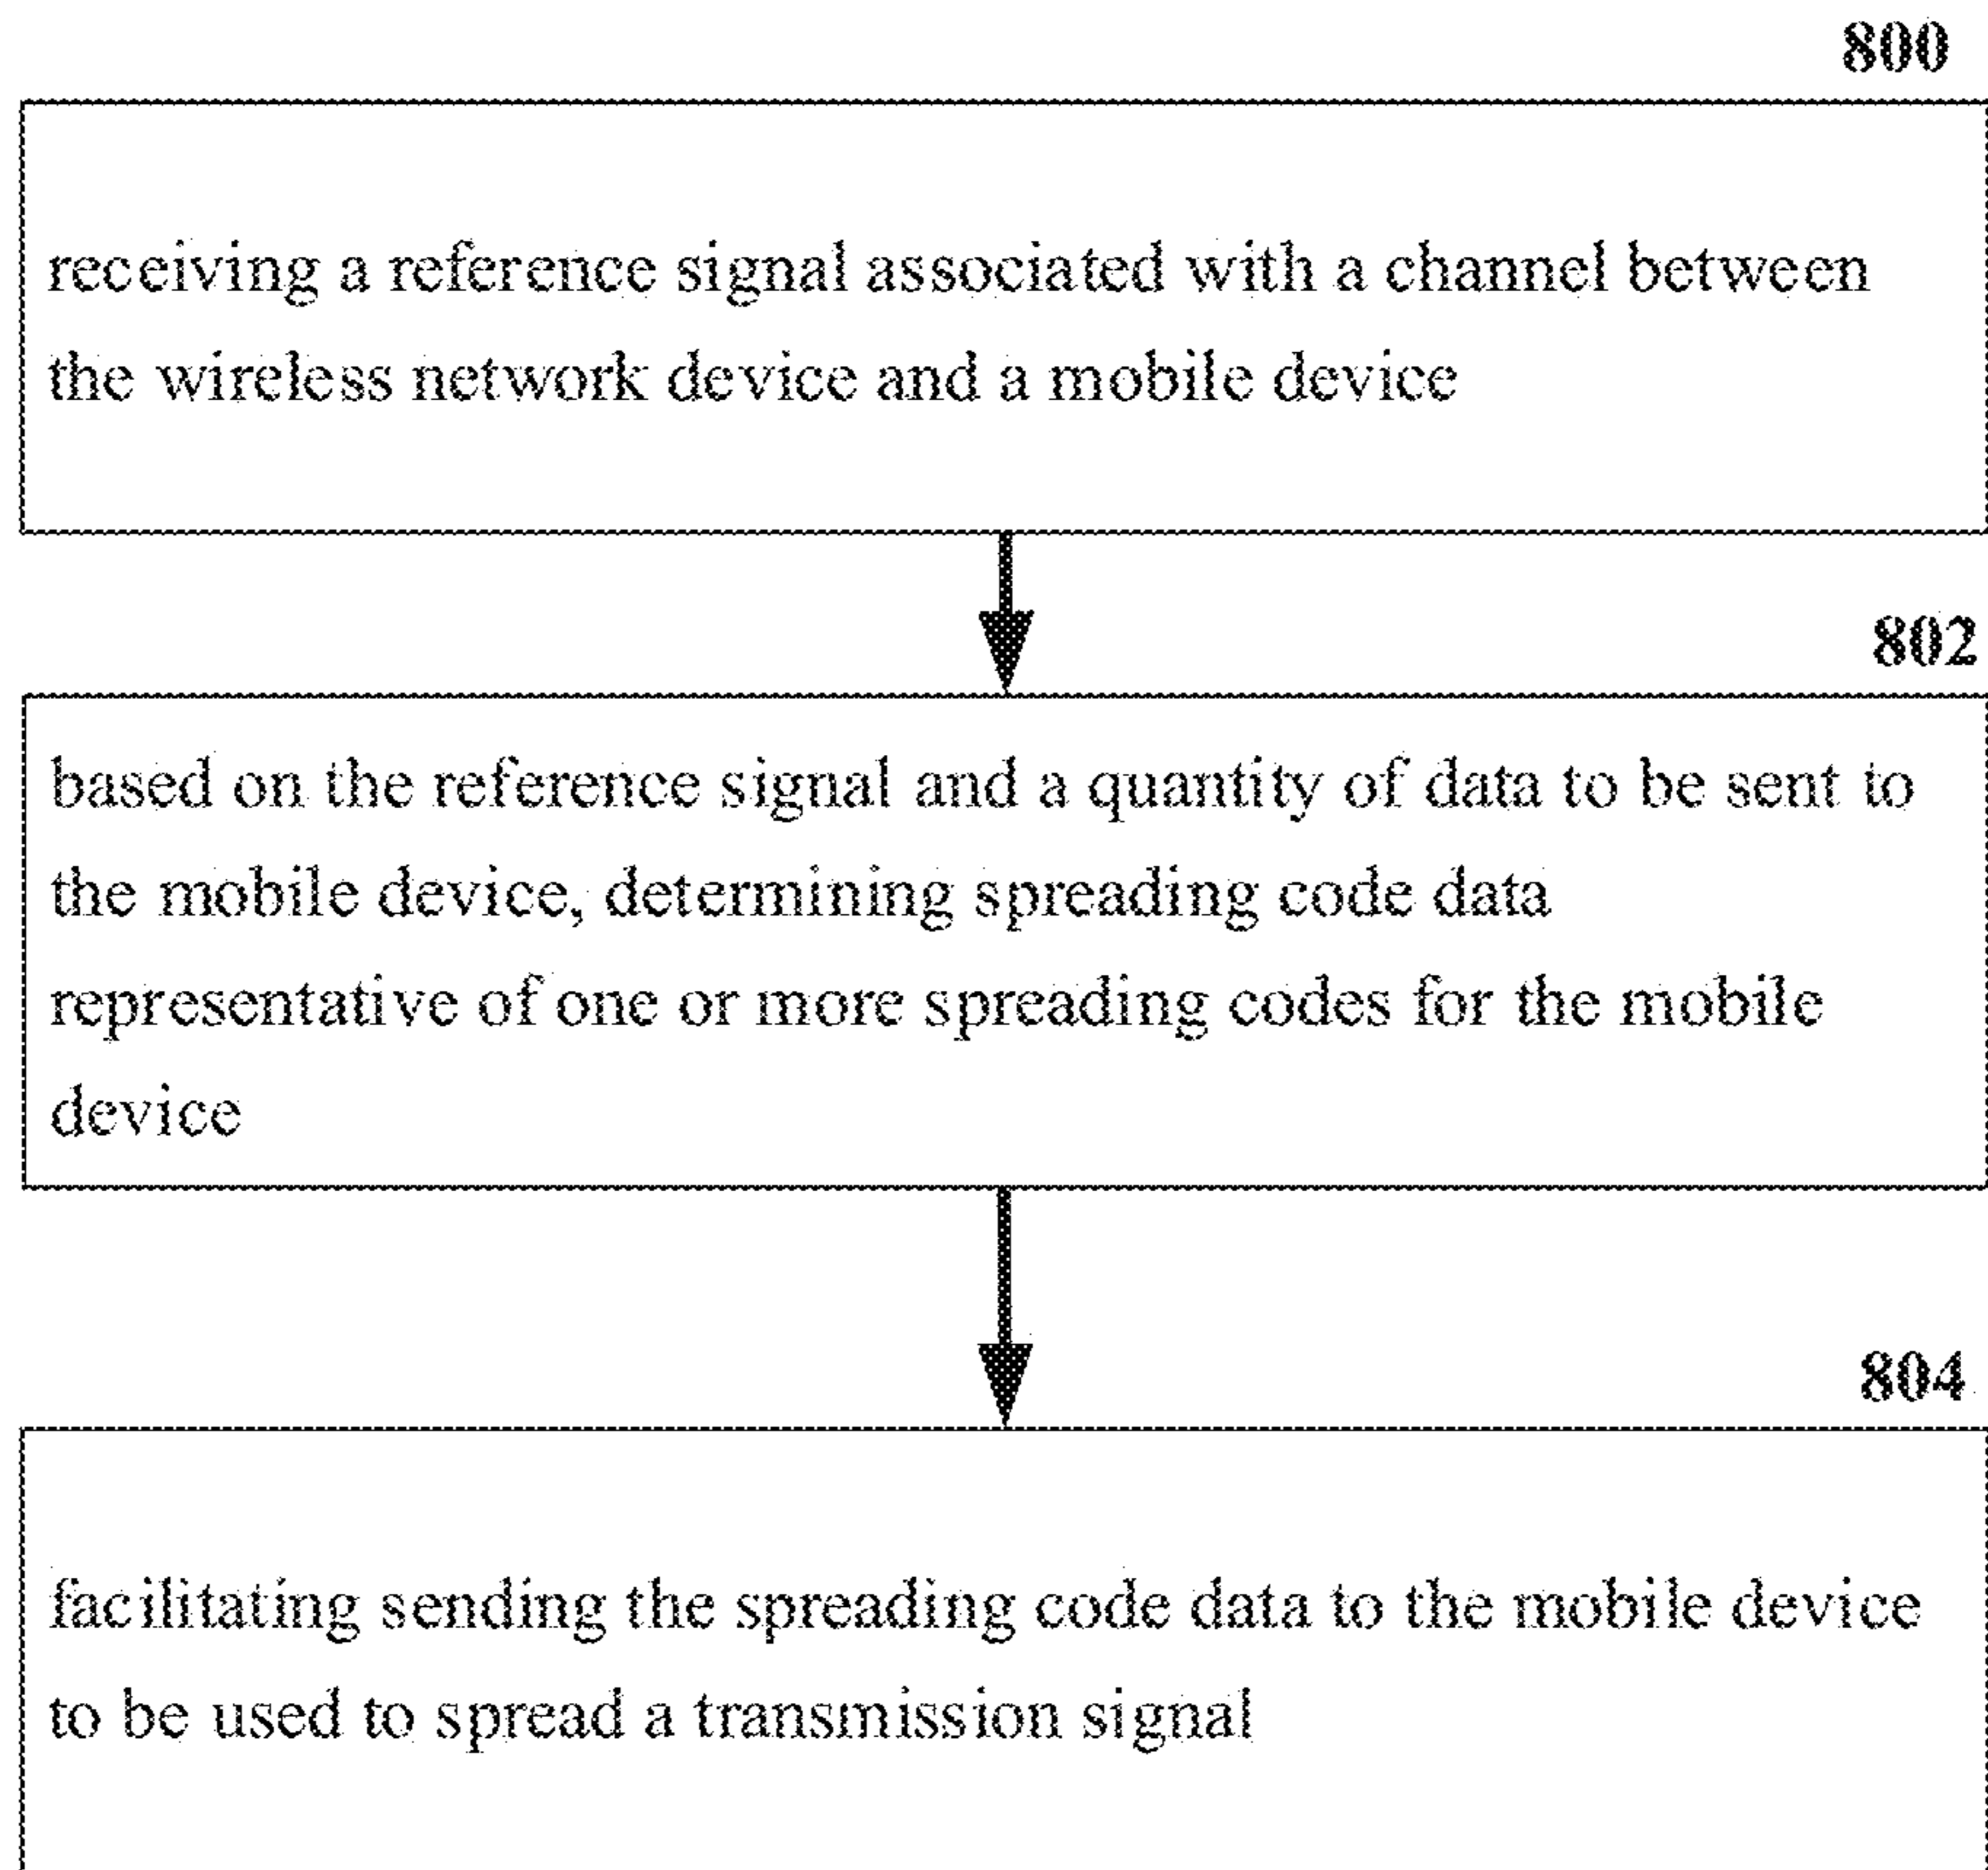 800
receiving a reference signal associated with a channel between
the wireless network device and a mobile device
802
based on the reference signal and a quantity of data to be sent to
the mobile device, determining spreading code data
representative of one or more spreading codes for the mobile
device
804
facilitating sending the spreading code data to the mobile device
to be used to spread a transmission signal